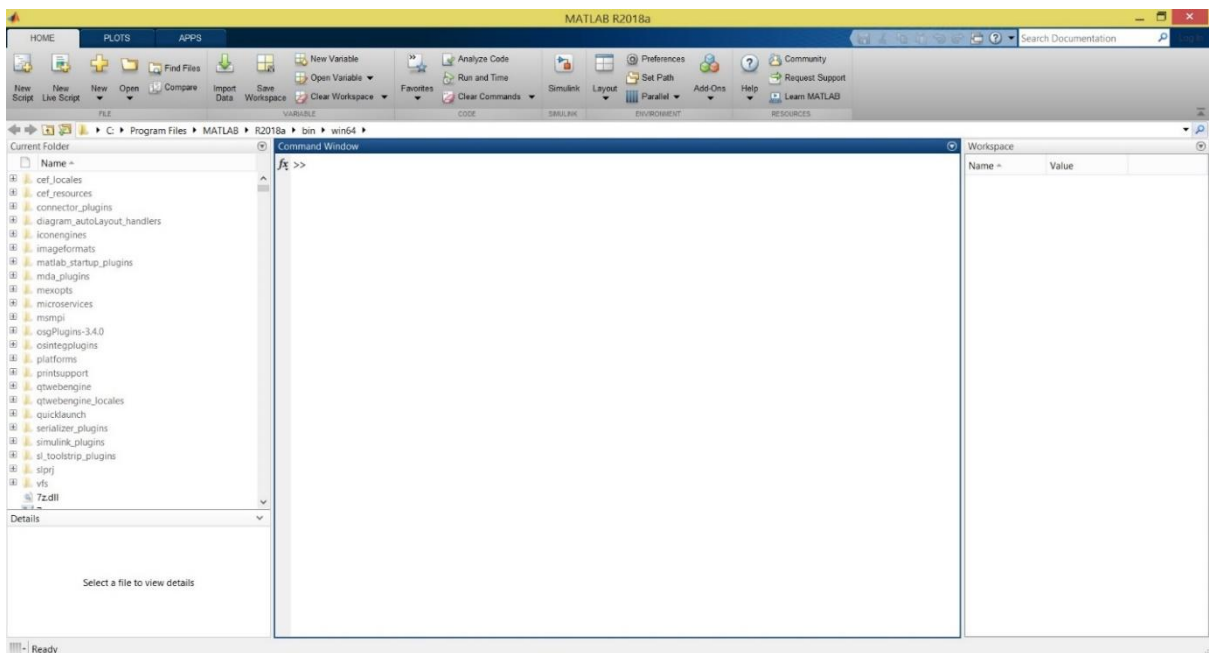 MATLAB R2018a
HOME PLOTS APPS
Search Documentation
Log In
New Script
New Live Script
New
Open
Find Files
Compare
Import Data
Save Workspace
New Variable
Open Variable
Clear Workspace
Favorites
Analyze Code
Run and Time
Clear Commands
Simulink
Layout
Preferences
Set Path
Parallel
Add-Ons
Help
Community
Request Support
Learn MATLAB
FILE VARIABLE CODE SIMULINK ENVIRONMENT RESOURCES
C: Program Files MATLAB R2018a bin win64
Current Folder
Name
cef_locales
cef_resources
connector_plugins
diagram_autoLayout_handlers
iconengines
imageformats
matlab_startup_plugins
mda_plugins
mexopts
microservices
msmpi
osgPlugins-3.4.0
osintegplugins
platforms
printsupport
qtwebengine
qtwebengine_locales
quicklaunch
serializer_plugins
simulink_plugins
sl_toolstrip_plugins
slprj
vfs
7z.dll
Details
Select a file to view details
Command Window
fx >>
Workspace
Name Value
Ready